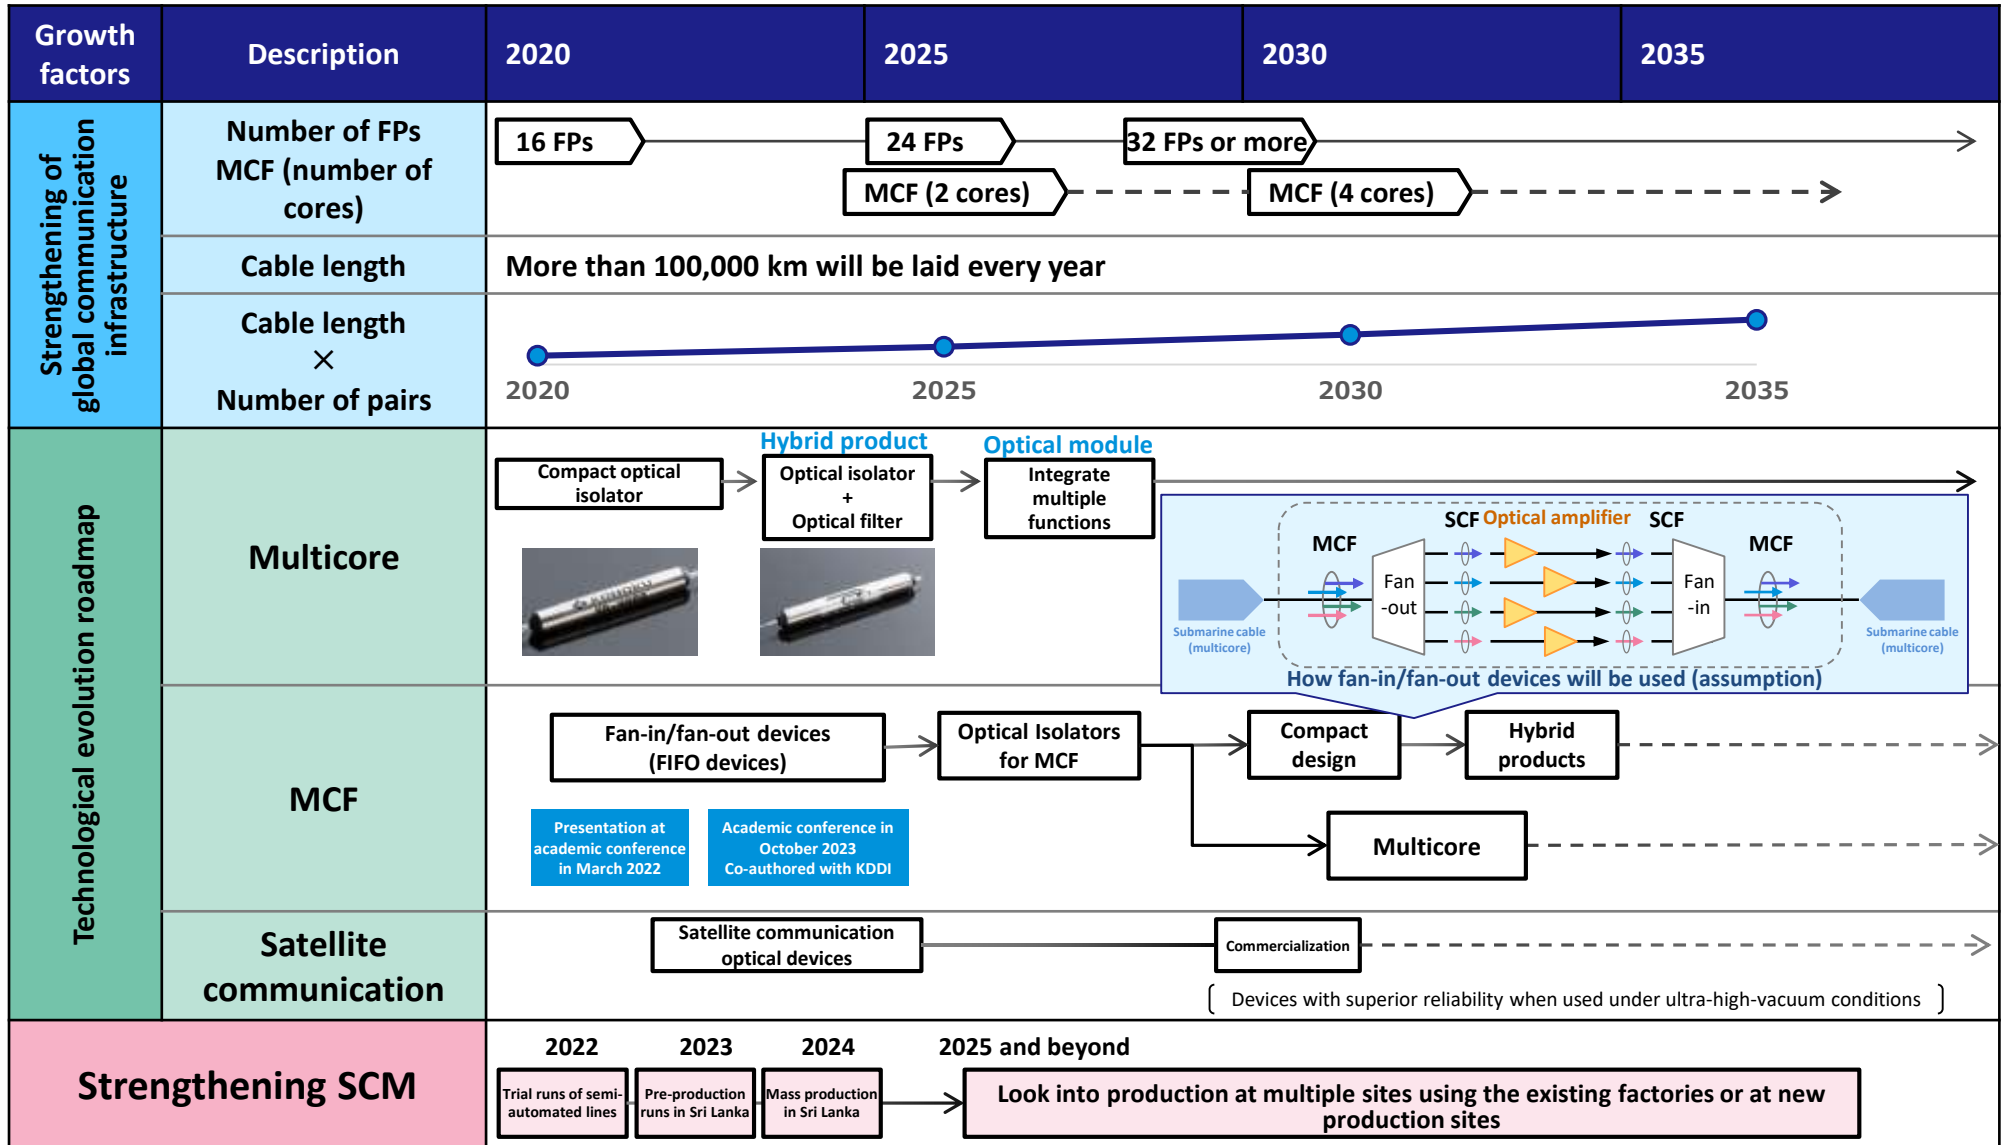 Growth
factors
Description
2020
2025
2030
2035
Strengthening of
global communication
infrastructure
Number of FPs
MCF (number of
cores)
16 FPs
24 FPs
32 FPs or more
MCF (2 cores)
MCF (4 cores)
Cable length
More than 100,000 km will be laid every year
Cable length
×
Number of pairs
2020
2025
2030
2035
Technological evolution roadmap
Multicore
Compact optical
isolator
Hybrid product
Optical isolator
+
Optical filter
Optical module
Integrate
multiple
functions
SCF
Optical amplifier
SCF
MCF
MCF
Fan
-out
Fan
-in
Submarine cable
(multicore)
Submarine cable
(multicore)
How fan-in/fan-out devices will be used (assumption)
MCF
Fan-in/fan-out devices
(FIFO devices)
Optical Isolators
for MCF
Compact
design
Hybrid
products
Presentation at
academic conference
in March 2022
Academic conference in
October 2023
Co-authored with KDDI
Multicore
Satellite
communication
Satellite communication
optical devices
Commercialization
Devices with superior reliability when used under ultra-high-vacuum conditions
Strengthening SCM
2022
2023
2024
2025 and beyond
Trial runs of semi-
automated lines
Pre-production
runs in Sri Lanka
Mass production
in Sri Lanka
Look into production at multiple sites using the existing factories or at new
production sites